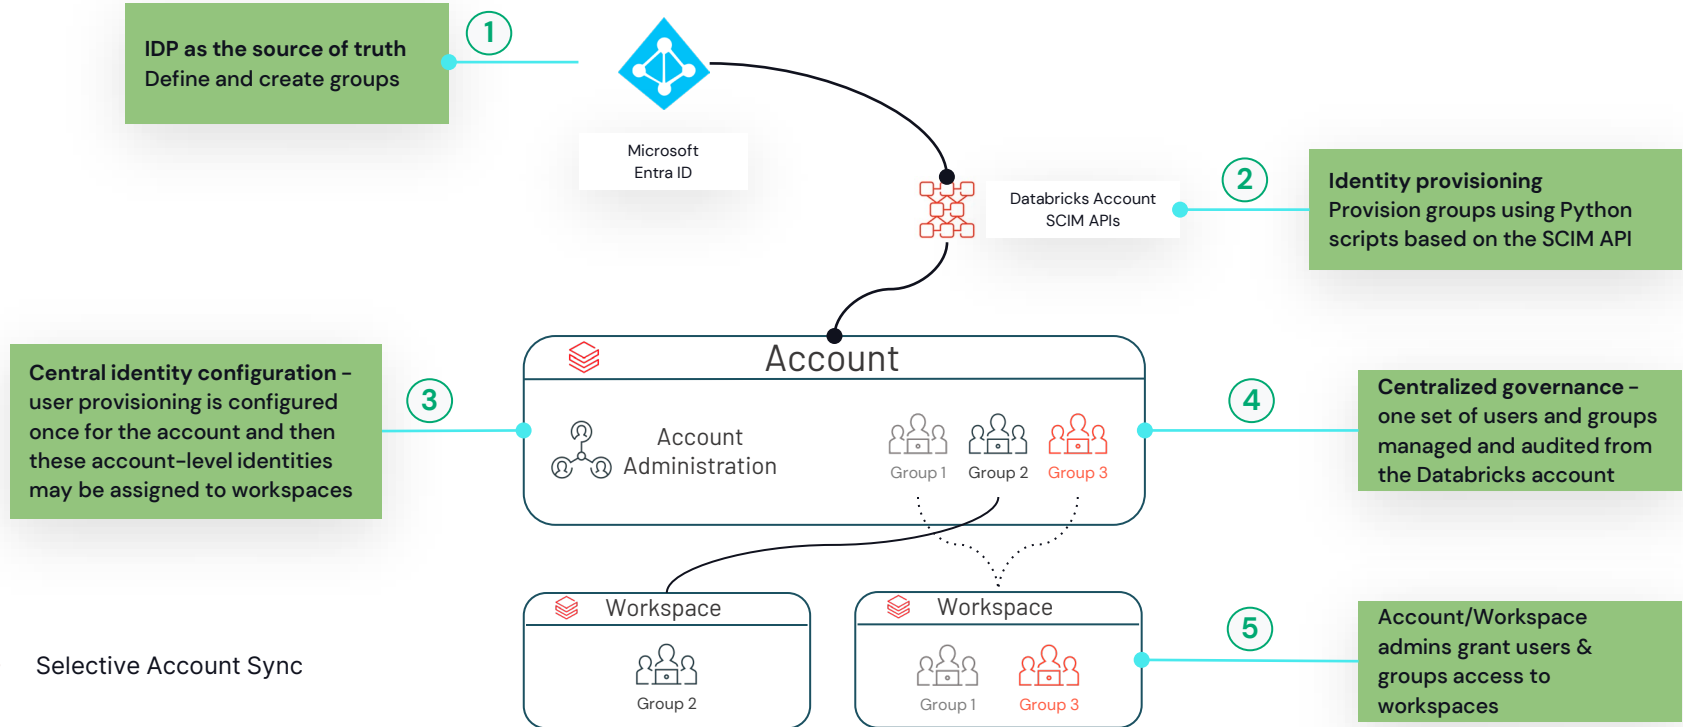 IDP as the source of truth
Define and create groups
1
Microsoft
Entra ID
Databricks Account
SCIM APIs
2
Identity provisioning
Provision groups using Python
scripts based on the SCIM API
Central identity configuration –
user provisioning is configured
once for the account and then
these account-level identities
may be assigned to workspaces
3
Account
Account
Administration
Group 1
Group 2
Group 3
4
Centralized governance –
one set of users and groups
managed and audited from
the Databricks account
Workspace
Group 2
Workspace
Group 1
Group 3
5
Account/Workspace
admins grant users &
groups access to
workspaces
Selective Account Sync